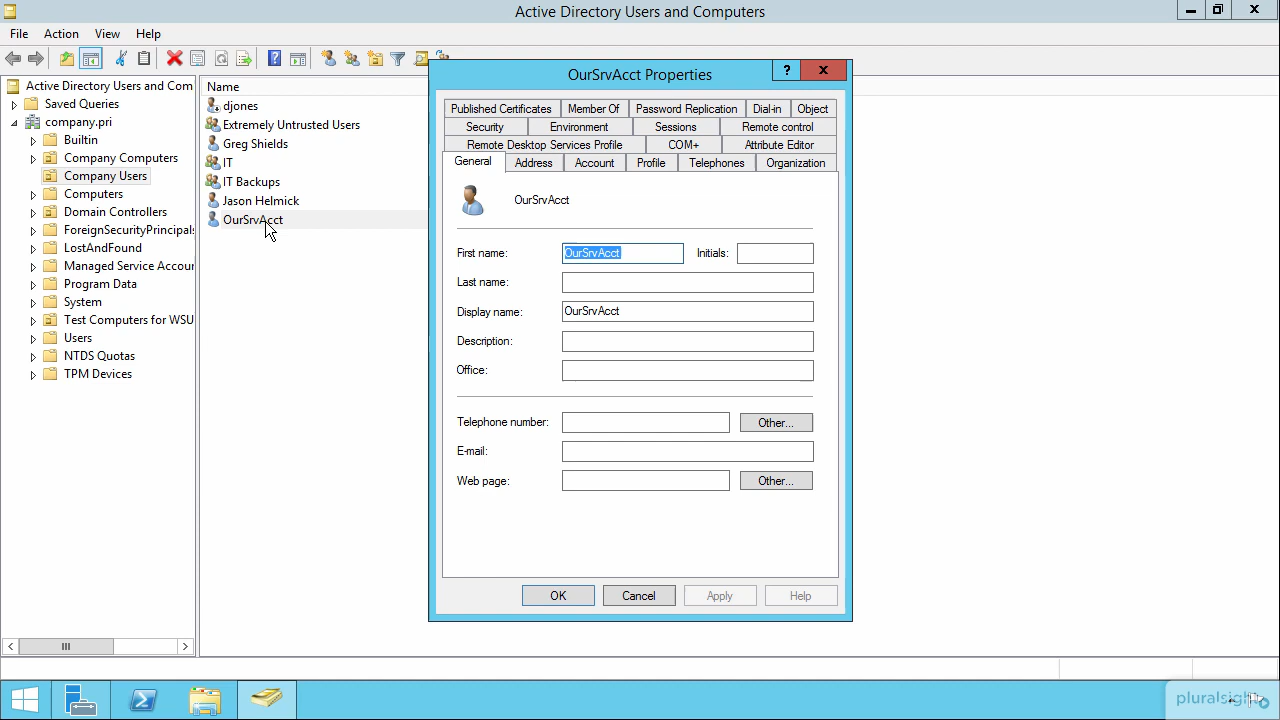 Active Directory Users and Computers
File Action View Help
Active Directory Users and Com
Saved Queries
company.pri
Builtin
Company Computers
Company Users
Computers
Domain Controllers
ForeignSecurityPrincipals
LostAndFound
Managed Service Accour
Program Data
System
Test Computers for WSU
Users
NTDS Quotas
TPM Devices
Name
djones
Extremely Untrusted Users
Greg Shields
IT
IT Backups
Jason Helmick
OurSrvAcct
OurSrvAcct Properties
? x
Published Certificates Member Of Password Replication Dial-in Object
Security Environment Sessions Remote control
Remote Desktop Services Profile COM+ Attribute Editor
General Address Account Profile Telephones Organization
OurSrvAcct
First name: OurSrvAcct Initials:
Last name:
Display name: OurSrvAcct
Description:
Office:
Telephone number: Other...
E-mail:
Web page: Other...
OK Cancel Apply Help
pluralsight